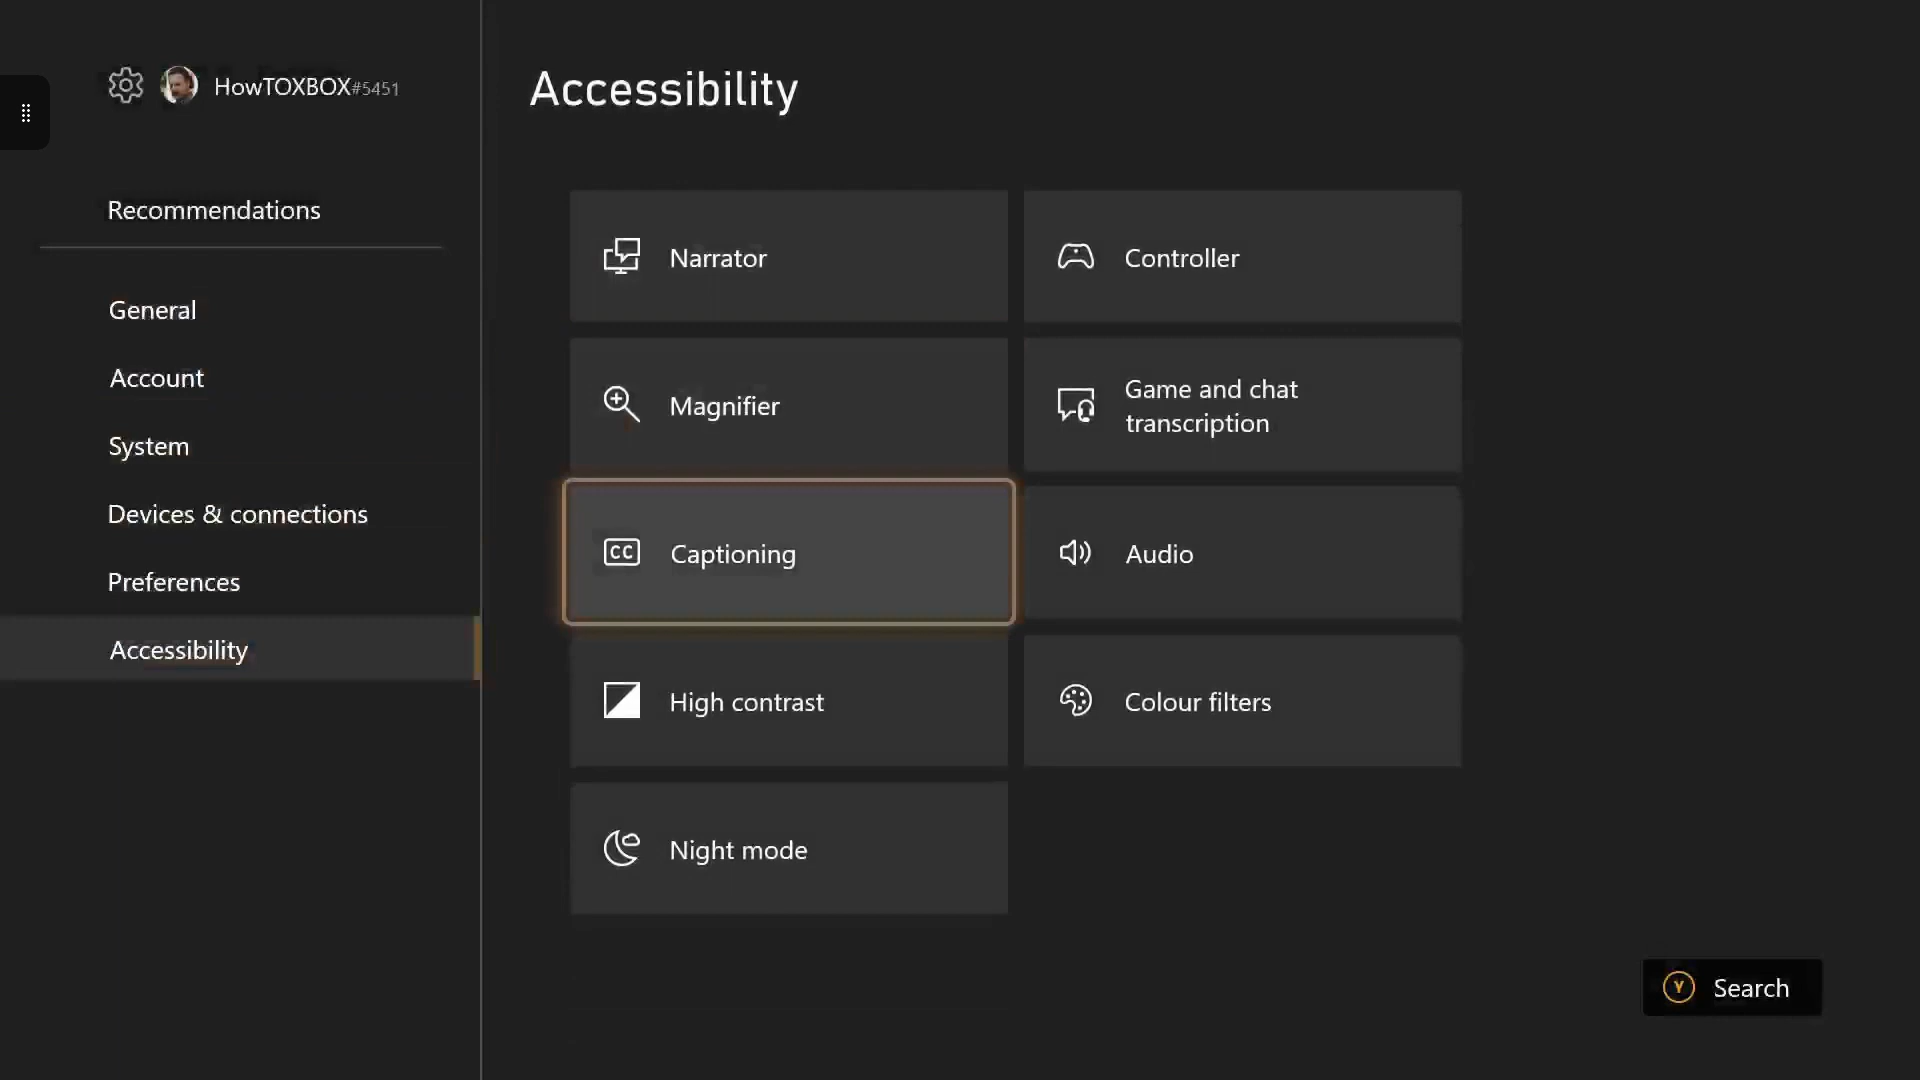 HowTOXBOX#5451
Accessibility
Recommendations
General
Account
System
Devices & connections
Preferences
Accessibility
Narrator
Controller
Magnifier
Game and chat
transcription
CC
Captioning
Audio
High contrast
Colour filters
Night mode
Y
Search